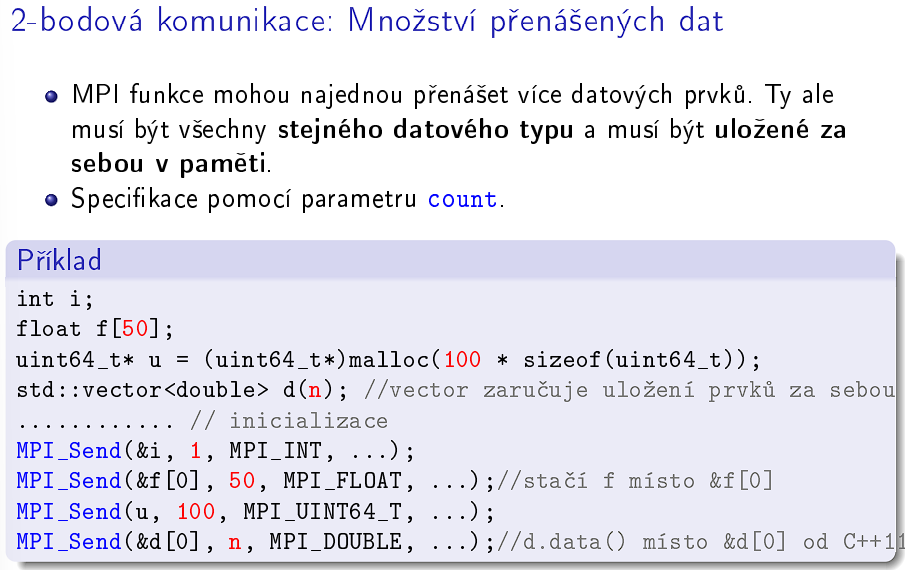 2-bodová komunikace: Množství přenášených dat
MPI funkce mohou najednou přenášet více datových prvků. Ty ale
musí být všechny stejného datového typu a musí být uložené za
sebou v paměti.
Specifikace pomocí parametru count.
Příklad
int i;
float f[50];
uint64_t* u = (uint64_t*)malloc(100 * sizeof(uint64_t));
std::vector<double> d(n); //vector zaručuje uložení prvků za sebou
............ // inicializace
MPI_Send(&i, 1, MPI_INT, ...);
MPI_Send(&f[0], 50, MPI_FLOAT, ...);//stačí f místo &f[0]
MPI_Send(u, 100, MPI_UINT64_T, ...);
MPI_Send(&d[0], n, MPI_DOUBLE, ...);//d.data() místo &d[0] od C++11